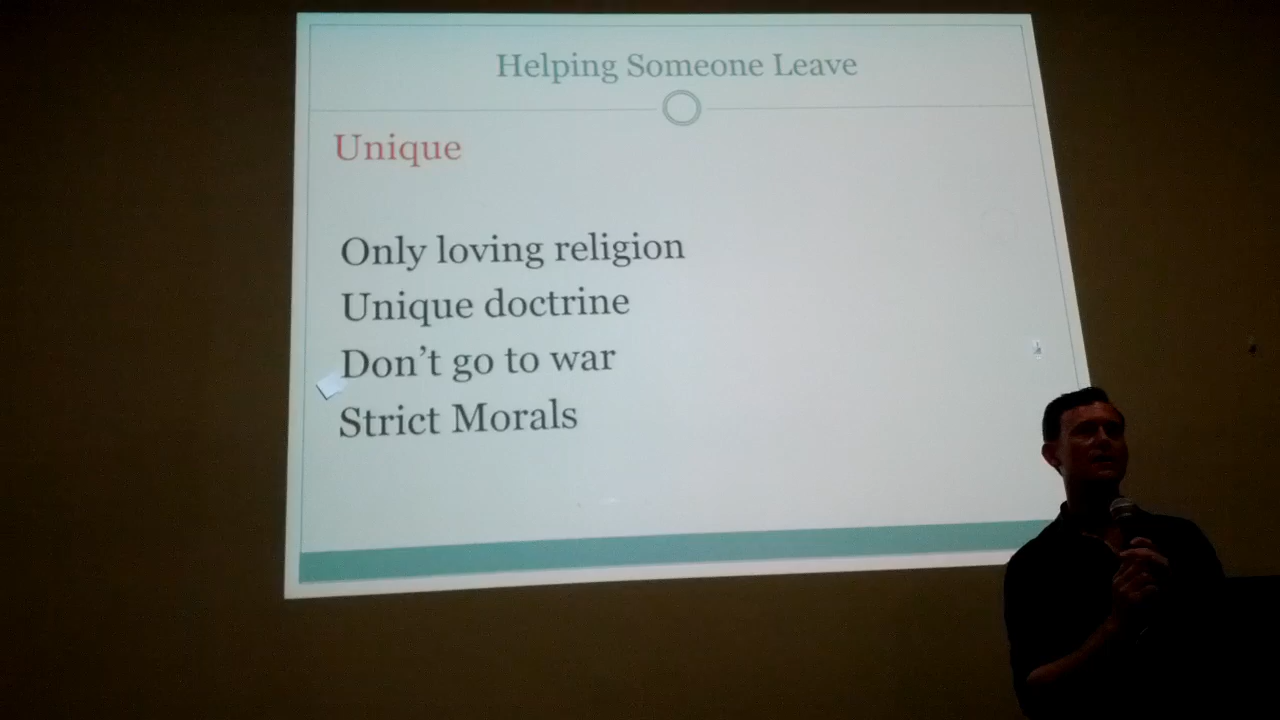 Helping Someone Leave
Unique
Only loving religion
Unique doctrine
Don't go to war
Strict Morals